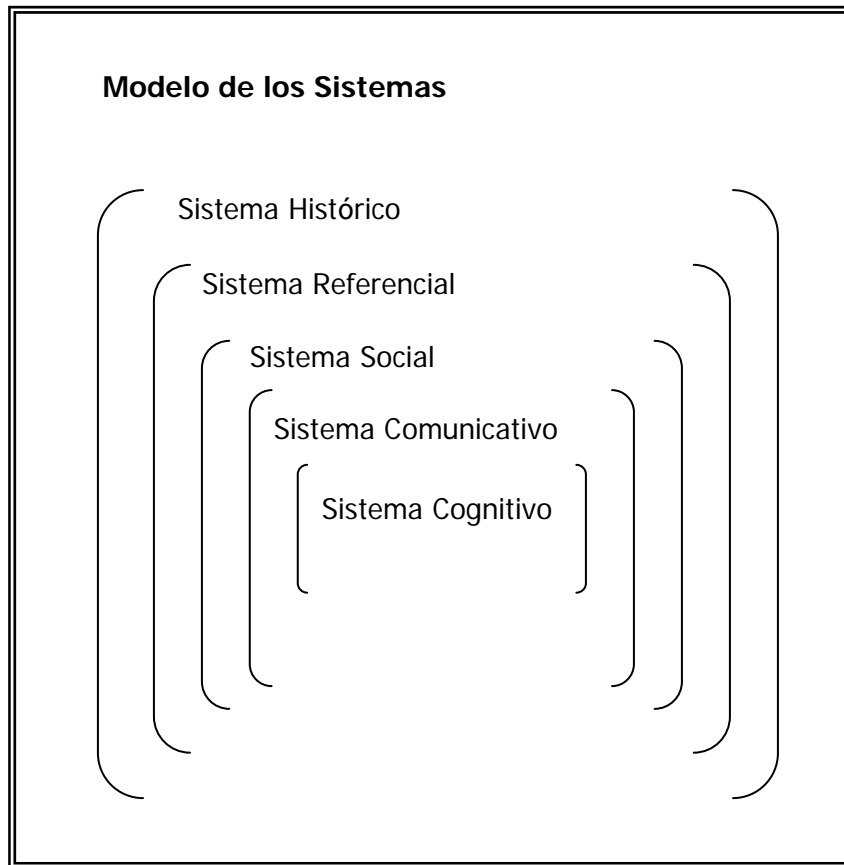 Modelo de los Sistemas
Sistema Histórico
Sistema Referencial
Sistema Social
Sistema Comunicativo
Sistema Cognitivo